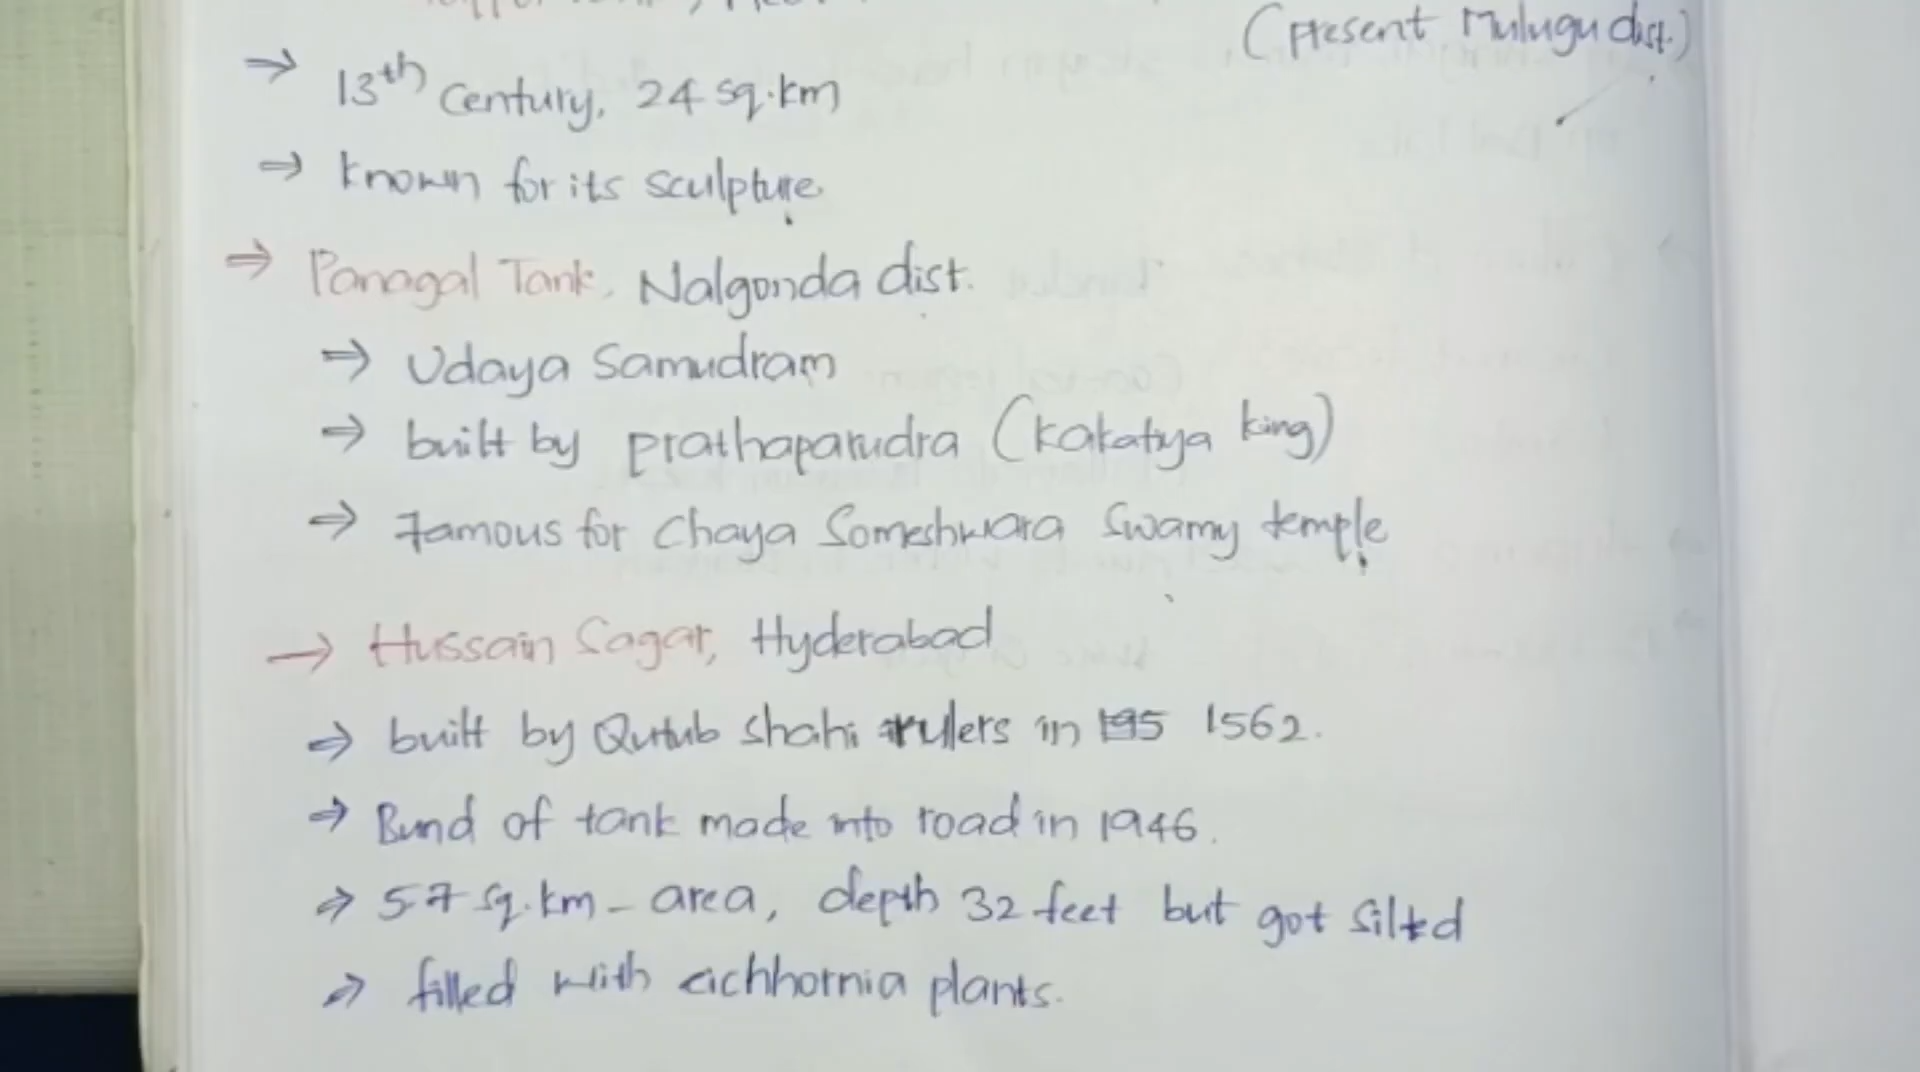 (present Mulugu dist.)
⇒ 13th Century, 24 sq.km
⇒ known for its sculpture
⇒ Panagal Tank, Nalgonda dist.
⇒ Udaya Samudram
⇒ built by prathaparudra (kakatiya king)
⇒ famous for Chaya Someshwara Swamy temple
→ Hussain Sagar, Hyderabad
⇒ built by Qutub shahi rulers in 195 1562.
⇒ Bund of tank made into road in 1946.
⇒ 57 sq.km - area, depth 32 feet but got silted
⇒ filled with eichhornia plants.